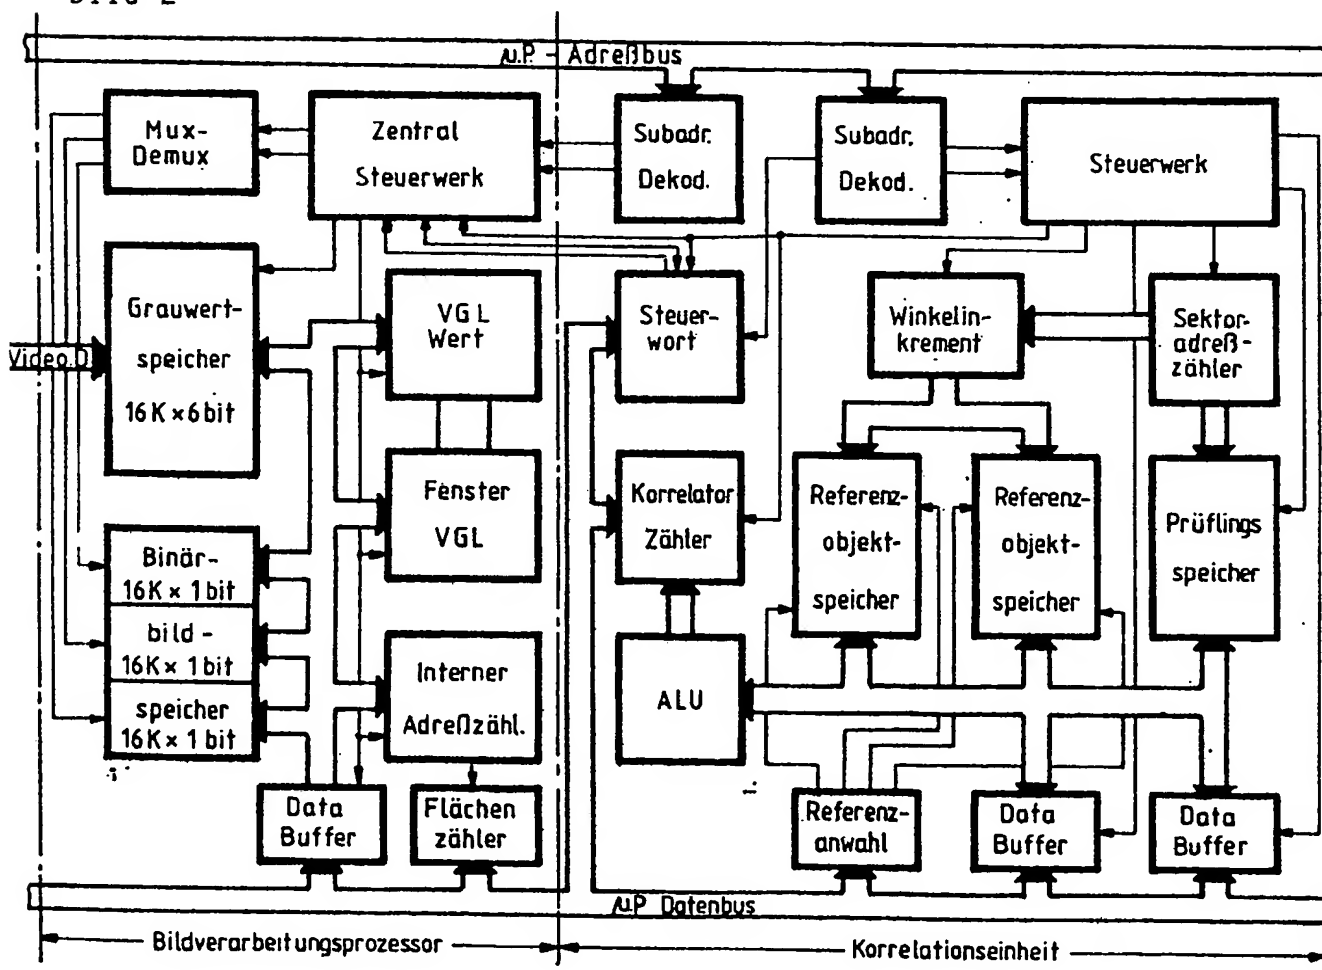 Bild 2
µ.P. - Adreßbus
Mux-
Demux
Zentral
Steuerwerk
Subadr.
Dekod.
Subadr.
Dekod.
Steuerwerk
Grauwert-
speicher
16K x 6bit
Video D
VGL
Wert
Steuer-
wort
Winkelin-
krement
Sektor-
adreß-
zähler
Fenster
VGL
Korrelator
Zähler
Referenz-
objekt-
speicher
Referenz-
objekt-
speicher
Prüflings
speicher
Binär-
16K x 1bit
bild -
16K x 1bit
speicher
16K x 1bit
Interner
Adreßzähl.
ALU
Data
Buffer
Flächen
zähler
Referenz-
anwahl
Data
Buffer
Data
Buffer
µP Datenbus
Bildverarbeitungsprozessor
Korrelationseinheit